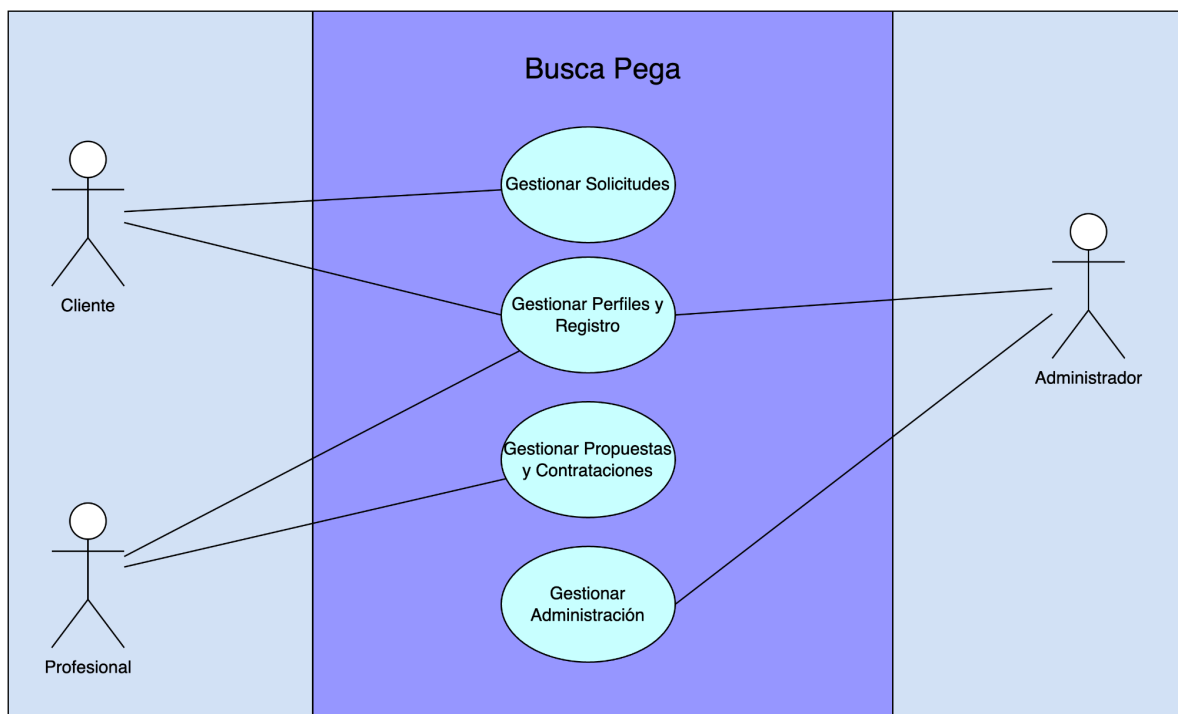 Busca Pega
Gestionar Solicitudes
Cliente
Gestionar Perfiles y
Registro
Administrador
Gestionar Propuestas
y Contrataciones
Gestionar
Administración
Profesional